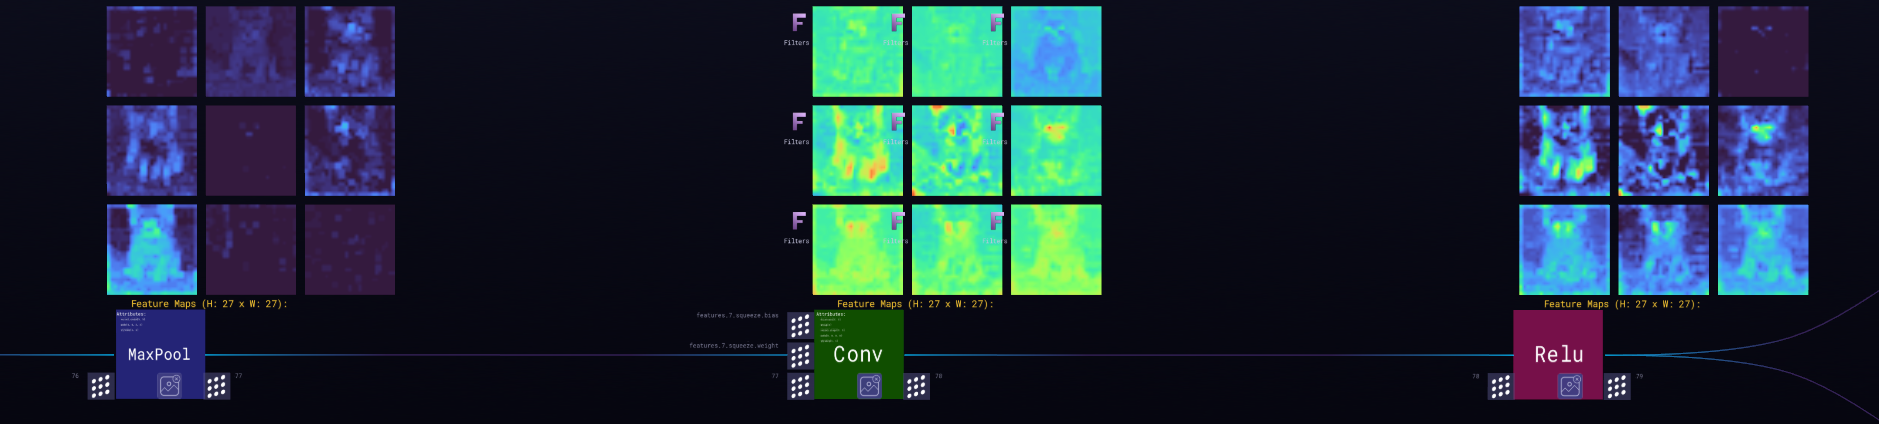 F
Filters
F
Filters
F
Filters
F
Filters
F
Filters
F
Filters
F
Filters
F
Filters
F
Filters
Feature Maps (H: 27 x W: 27):
Feature Maps (H: 27 x W: 27):
Feature Maps (H: 27 x W: 27):
Attributes:
MaxPool
76
77
features.7.squeeze.bias
features.7.squeeze.weight
Attributes:
Conv
77
78
Relu
78
79